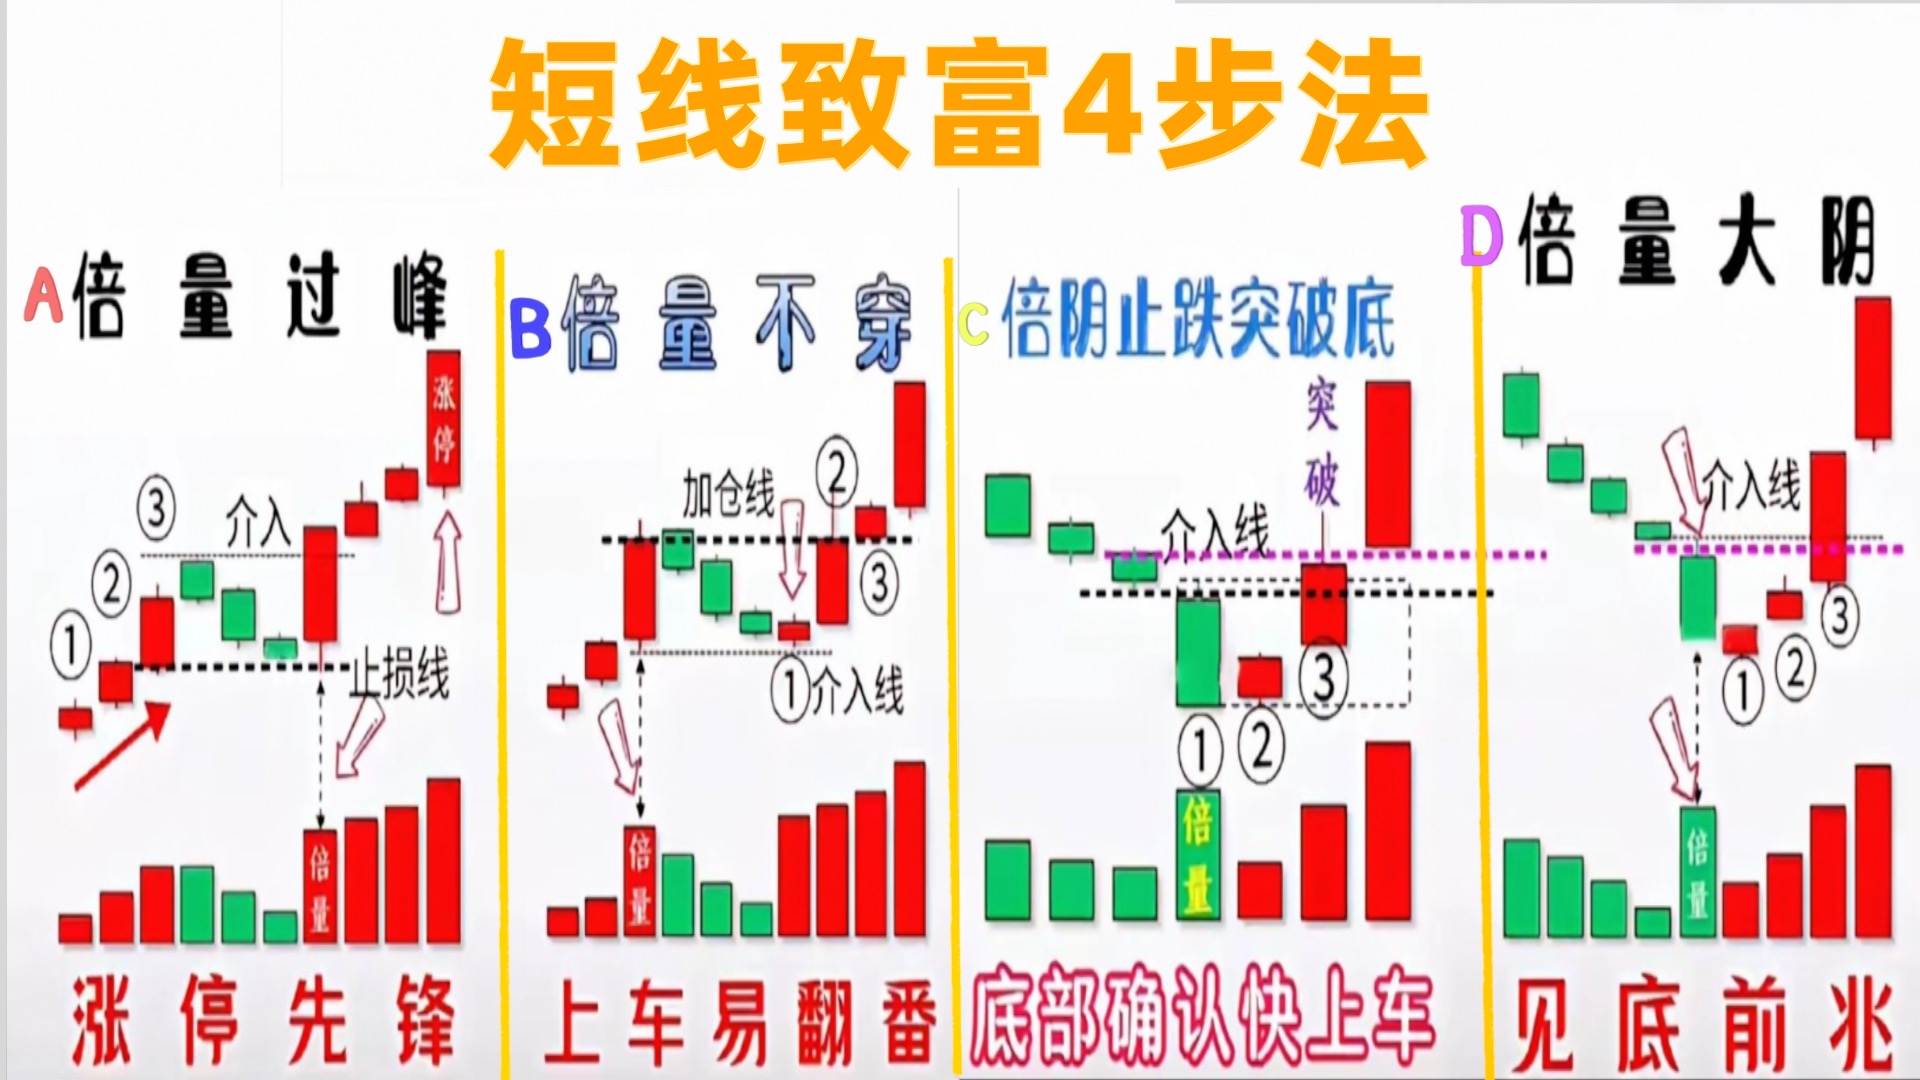 短线致富4步法
A倍量过峰
③
介入
②
①
涨停
止损线
倍量
涨停先锋
B倍量不穿
加仓线
②
③
①介入线
倍量
上车易翻番
C倍阴止跌突破底
突破
介入线
③
①
②
倍量
底部确认快上车
D倍量大阴
介入线
③
②
①
倍量
见底前兆